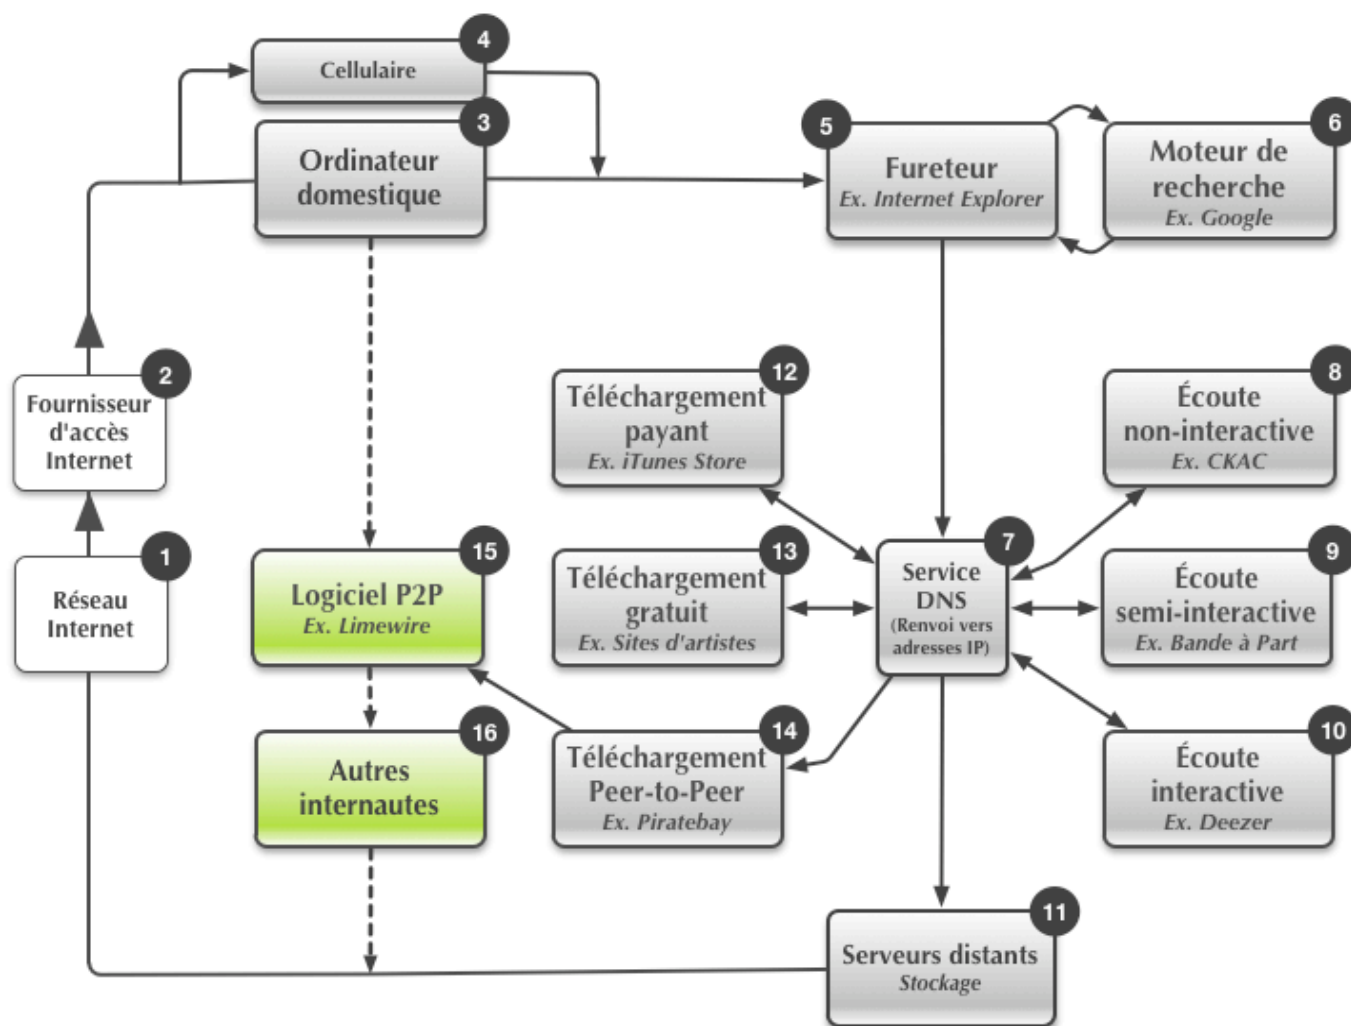 4
Cellulaire
3
Ordinateur
domestique
5
Fureteur
Ex. Internet Explorer
6
Moteur de
recherche
Ex. Google
2
Fournisseur
d'accès
Internet
1
Réseau
Internet
12
Téléchargement
payant
Ex. iTunes Store
8
Écoute
non-interactive
Ex. CKAC
15
Logiciel P2P
Ex. Limewire
13
Téléchargement
gratuit
Ex. Sites d'artistes
7
Service
DNS
(Renvoi vers
adresses IP)
9
Écoute
semi-interactive
Ex. Bande à Part
16
Autres
internautes
14
Téléchargement
Peer-to-Peer
Ex. Piratebay
10
Écoute
interactive
Ex. Deezer
11
Serveurs distants
Stockage